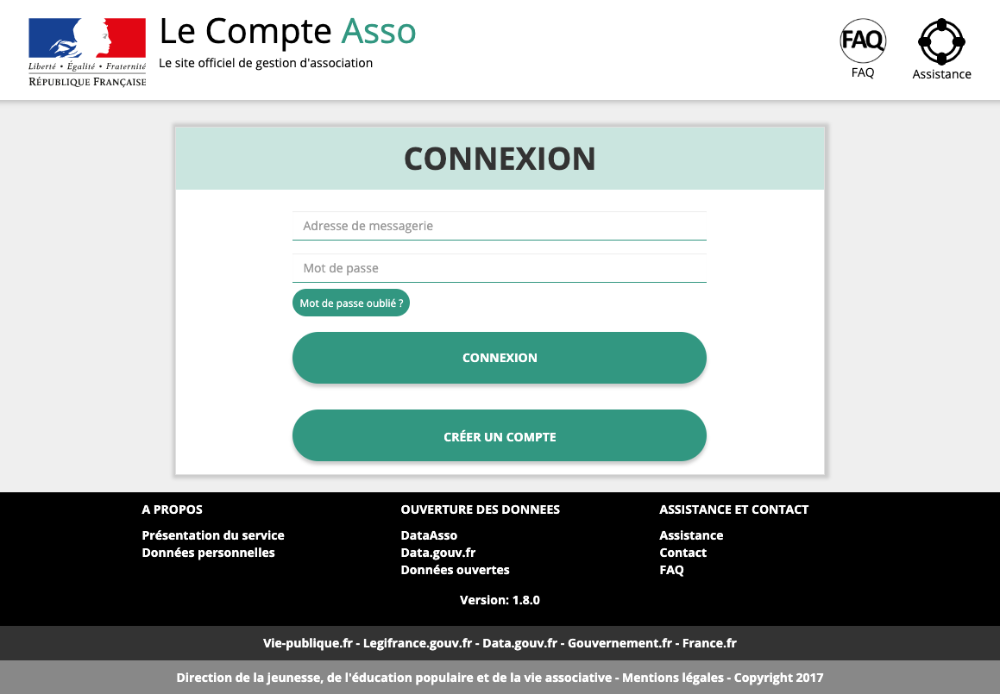 Le Compte Asso
Le site officiel de gestion d'association
Liberté • Égalité • Fraternité
RÉPUBLIQUE FRANÇAISE
FAQ
FAQ
Assistance
CONNEXION
Adresse de messagerie
Mot de passe
Mot de passe oublié ?
CONNEXION
CRÉER UN COMPTE
A PROPOS
Présentation du service
Données personnelles
OUVERTURE DES DONNEES
DataAsso
Data.gouv.fr
Données ouvertes
ASSISTANCE ET CONTACT
Assistance
Contact
FAQ
Version: 1.8.0
Vie-publique.fr - Legifrance.gouv.fr - Data.gouv.fr - Gouvernement.fr - France.fr
Direction de la jeunesse, de l'éducation populaire et de la vie associative - Mentions légales - Copyright 2017